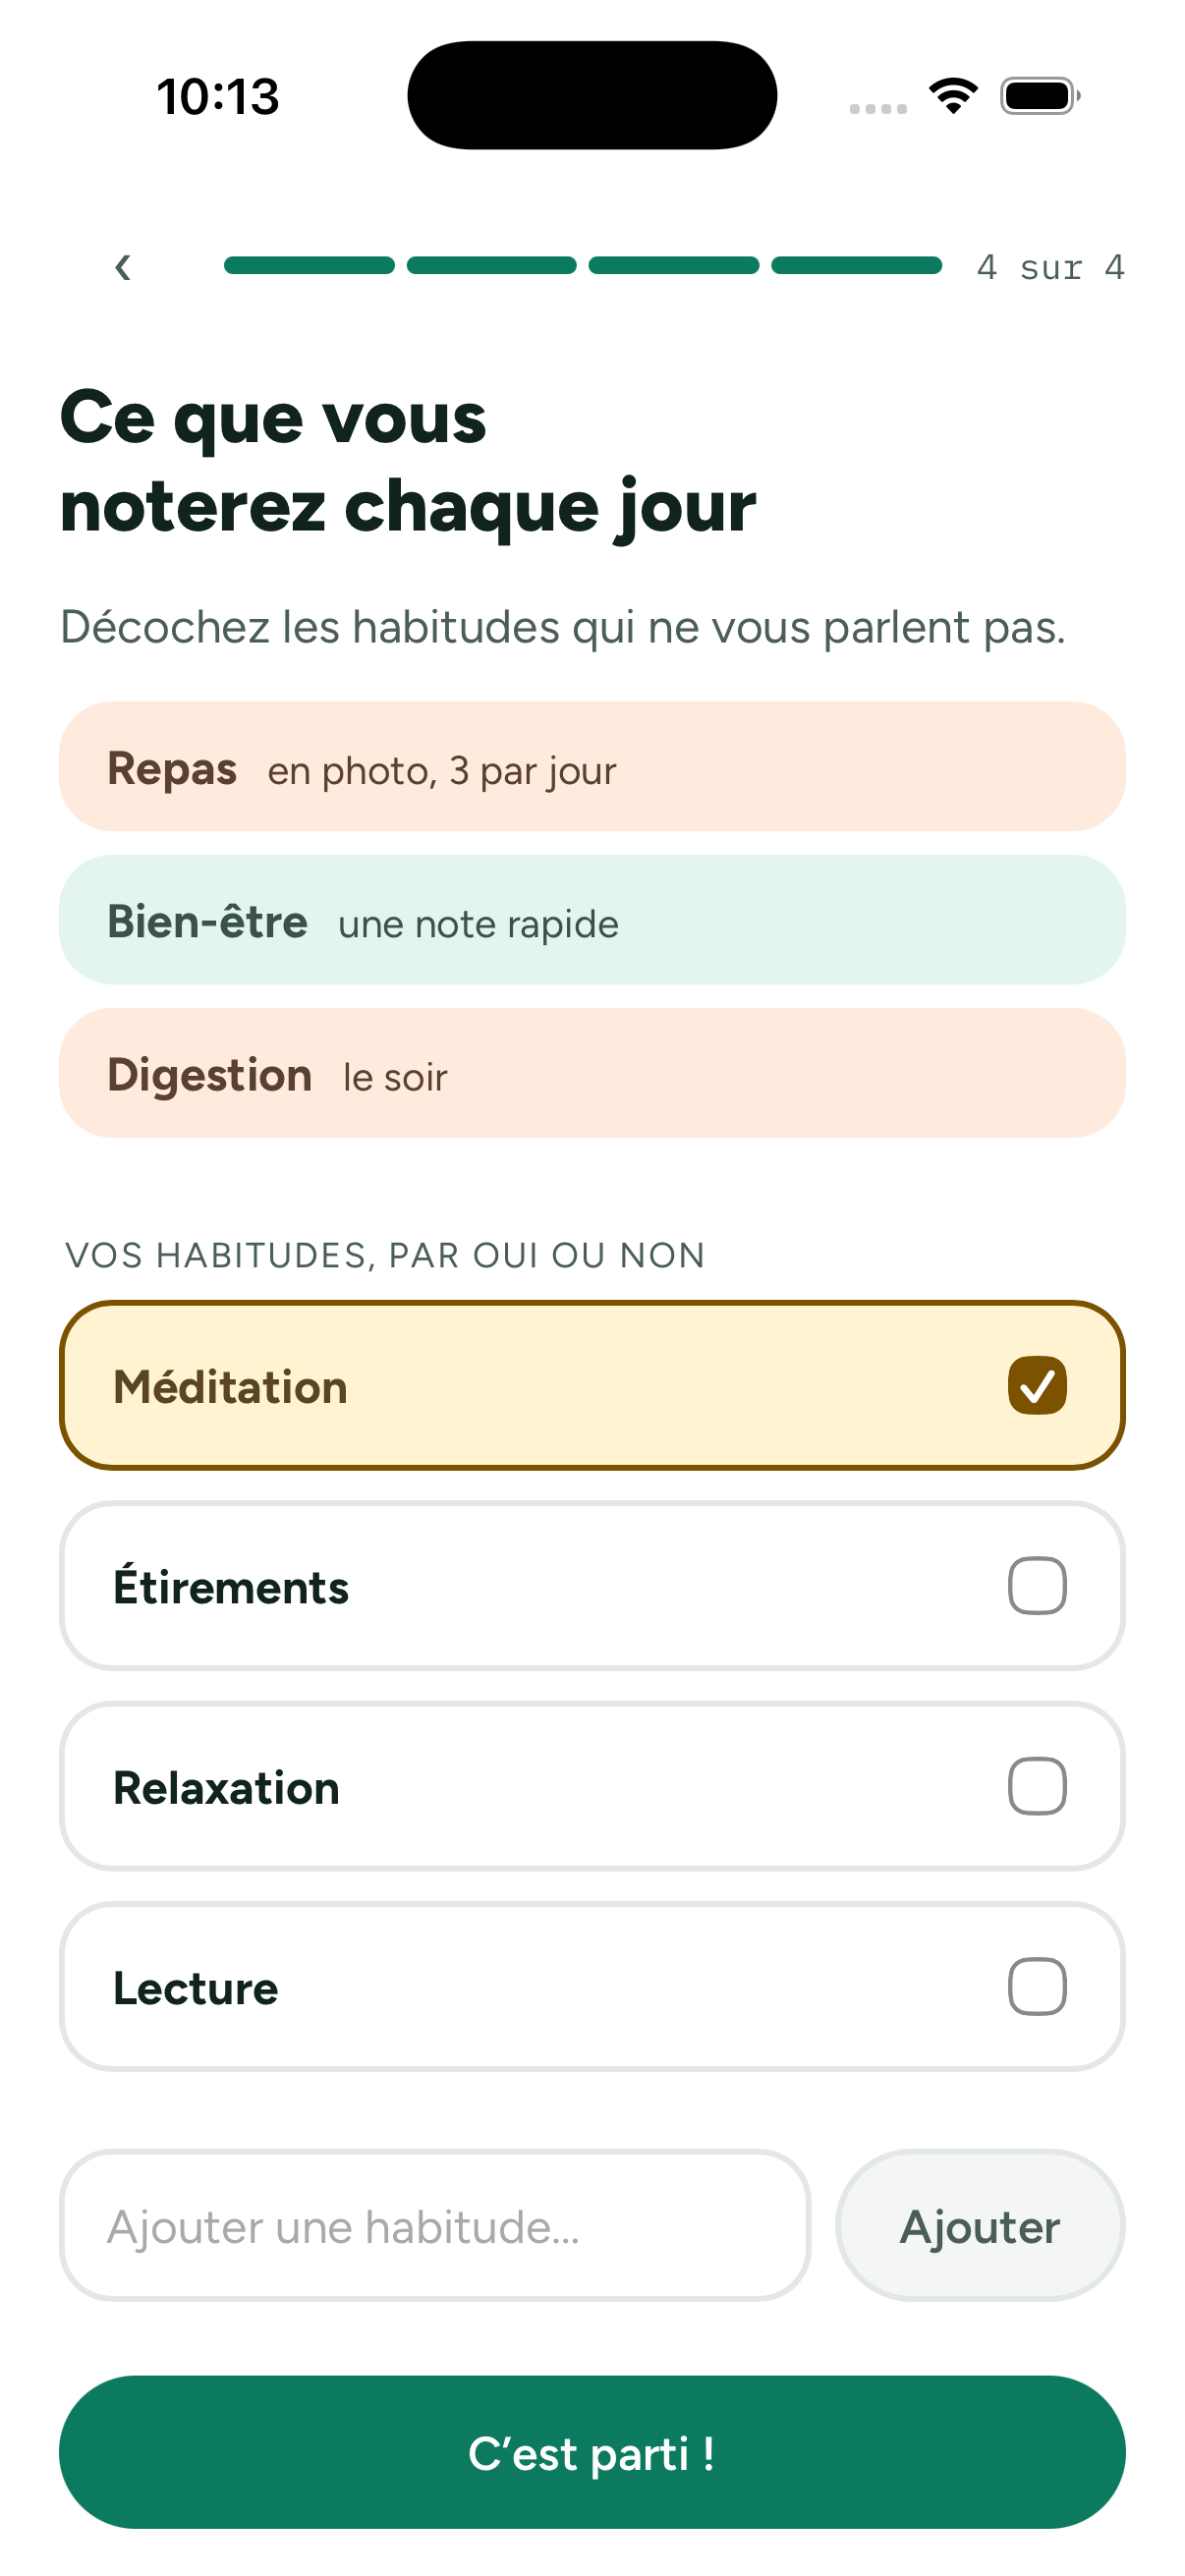 10:13
4 sur 4
Ce que vous
noterez chaque jour
Décochez les habitudes qui ne vous parlent pas.
Repas en photo, 3 par jour
Bien-être une note rapide
Digestion le soir
VOS HABITUDES, PAR OUI OU NON
Méditation
Étirements
Relaxation
Lecture
Ajouter une habitude...
Ajouter
C’est parti !